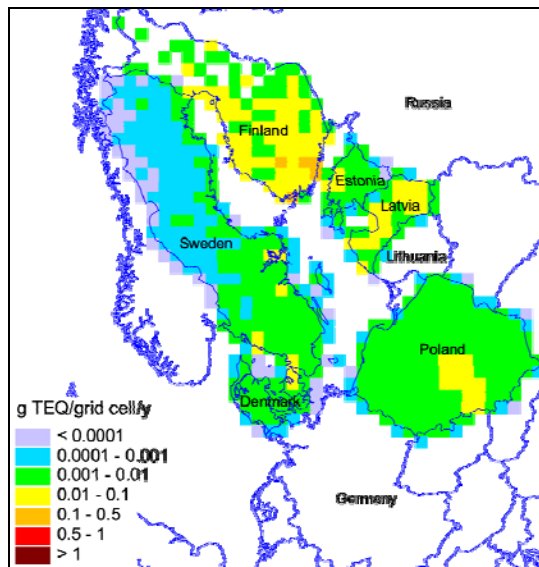 Russia
Finland
Estonia
Latvia
Sweden
Lithuania
Poland
Denmark
Germany
g TEQ/grid cell/y
< 0.0001
0.0001 - 0.001
0.001 - 0.01
0.01 - 0.1
0.1 - 0.5
0.5 - 1
> 1